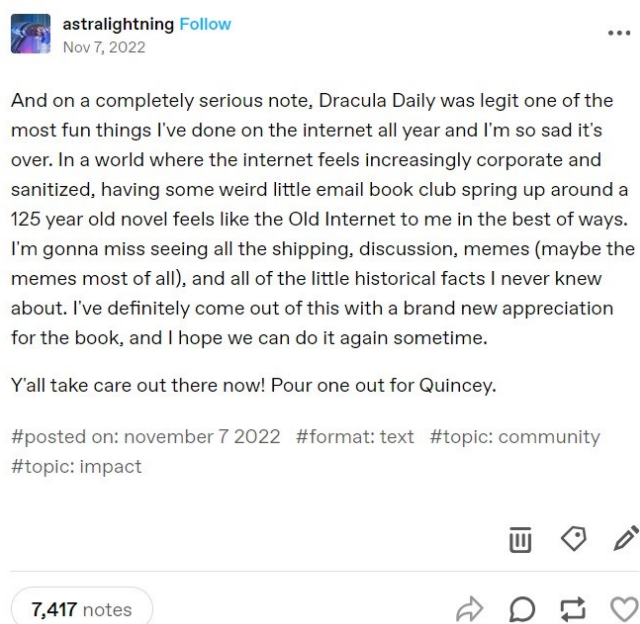 astralightning Follow
Nov 7, 2022
And on a completely serious note, Dracula Daily was legit one of the
most fun things I've done on the internet all year and I'm so sad it's
over. In a world where the internet feels increasingly corporate and
sanitized, having some weird little email book club spring up around a
125 year old novel feels like the Old Internet to me in the best of ways.
I'm gonna miss seeing all the shipping, discussion, memes (maybe the
memes most of all), and all of the little historical facts I never knew
about. I've definitely come out of this with a brand new appreciation
for the book, and I hope we can do it again sometime.
Y'all take care out there now! Pour one out for Quincey.
#posted on: november 7 2022 #format: text #topic: community
#topic: impact
7,417 notes